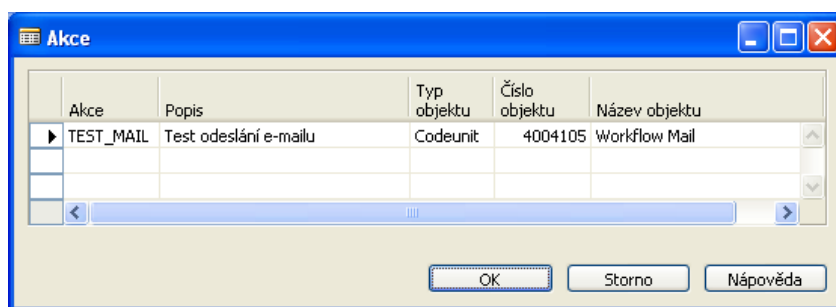 Akce
Akce Popis Typ objektu Číslo objektu Název objektu
TEST_MAIL Test odeslání e-mailu Codeunit 4004105 Workflow Mail
OK Storno Nápověda